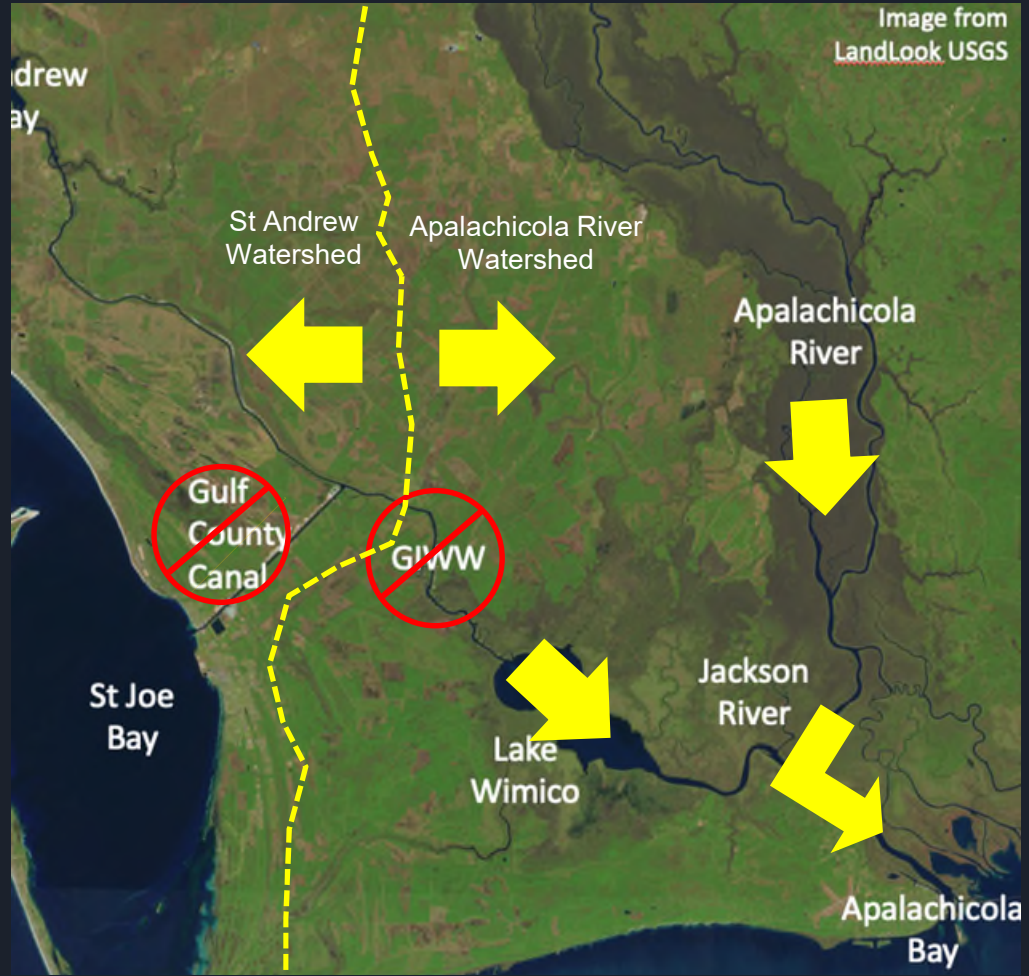 Image from
LandLook USGS
drew
ay
St Andrew
Watershed
Apalachicola River
Watershed
Apalachicola
River
Gulf
County
Canal
GIWW
St Joe
Bay
Jackson
River
Lake
Wimico
Apalachicola
Bay